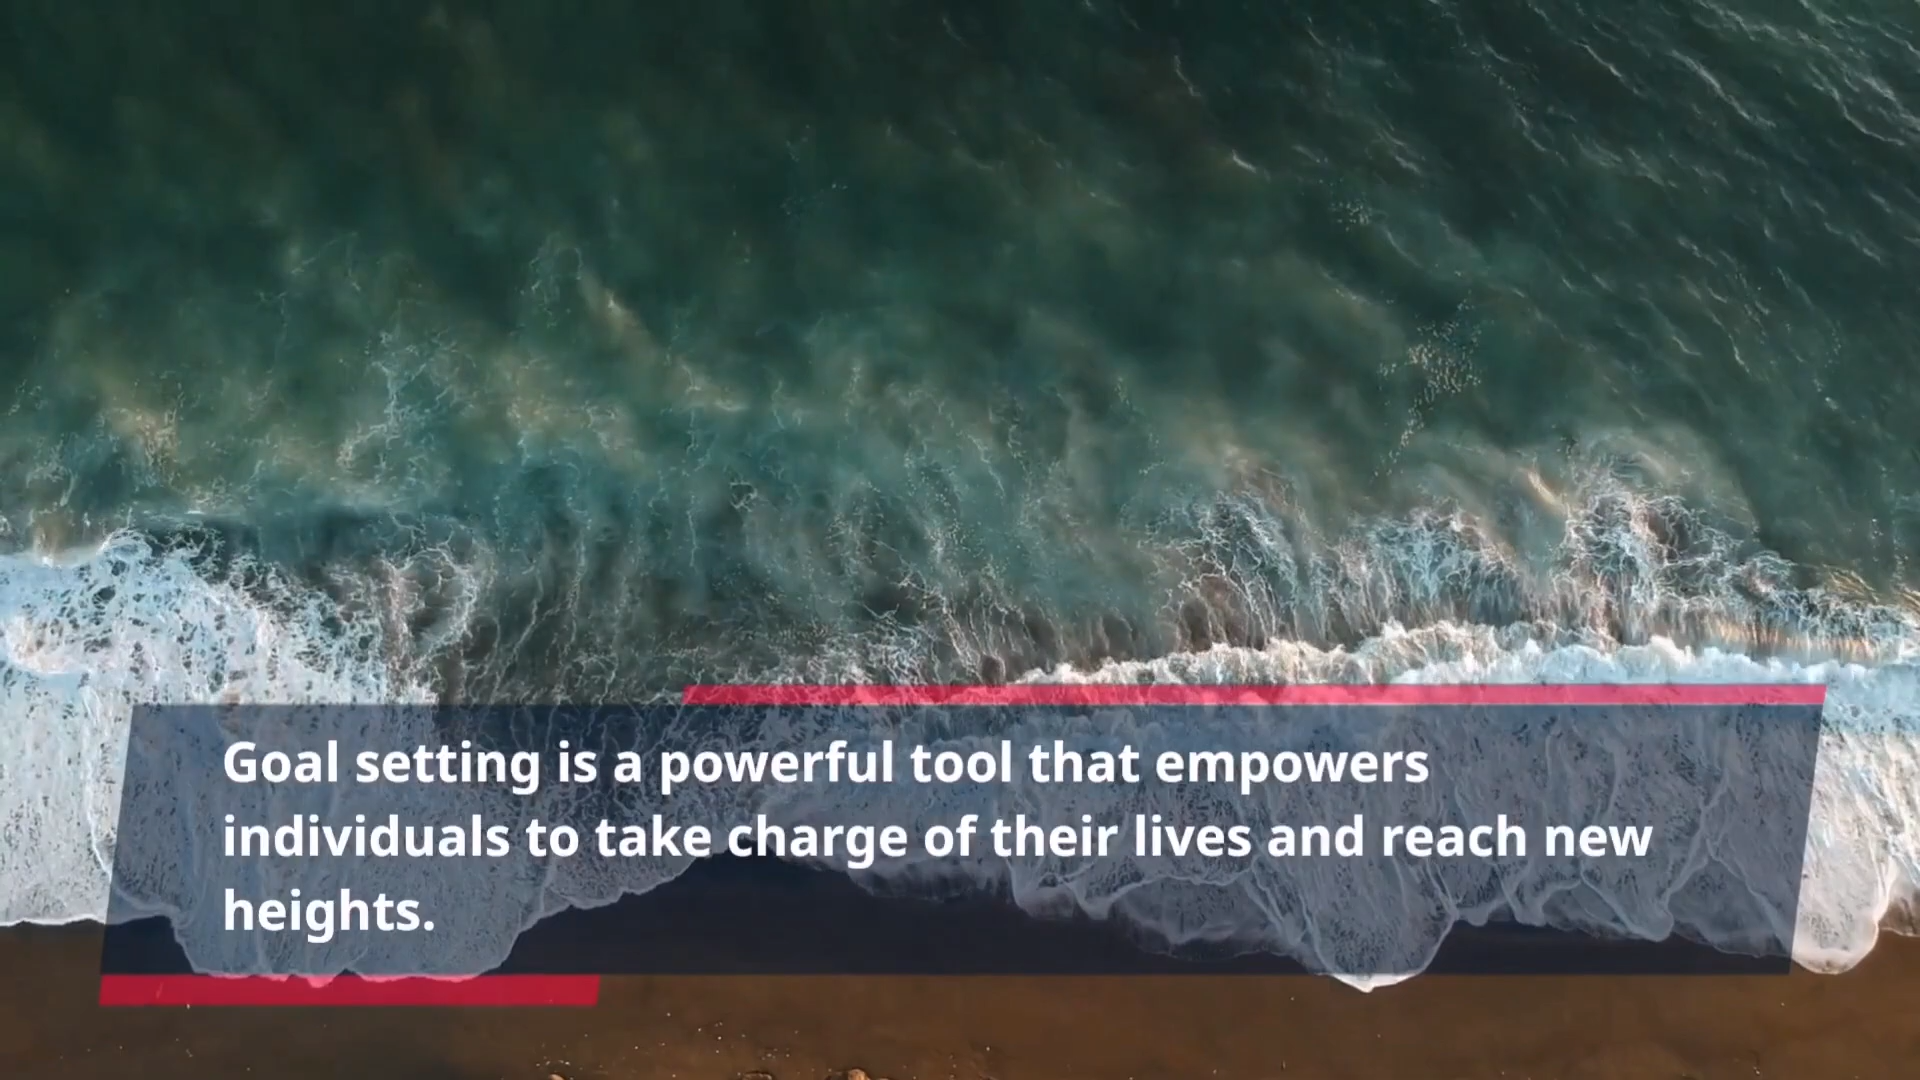 Goal setting is a powerful tool that empowers
individuals to take charge of their lives and reach new
heights.